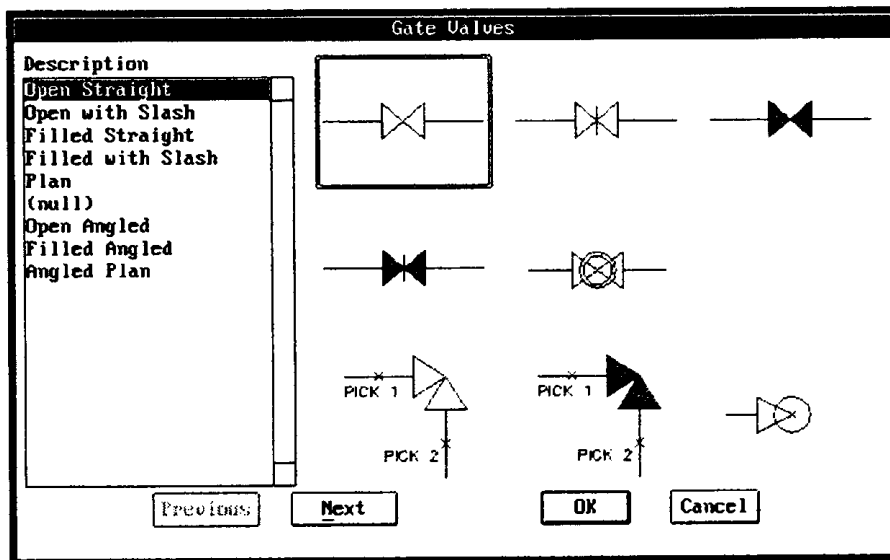 Gate Valves
Description
Open Straight
Open with Slash
Filled Straight
Filled with Slash
Plan
(null)
Open Angled
Filled Angled
Angled Plan
PICK 1
PICK 2
PICK 1
PICK 2
Previous
Next
OK
Cancel